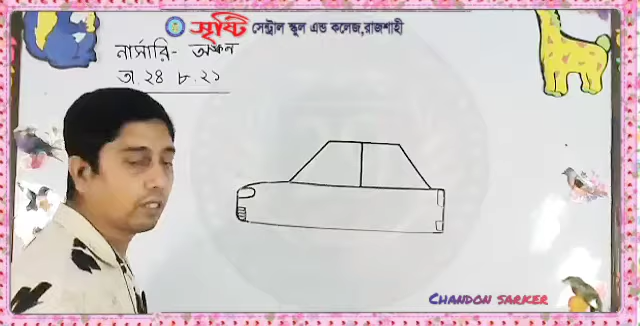 সৃষ্টি সেন্ট্রাল স্কুল এন্ড কলেজ,রাজশাহী
নার্সারি- অঙ্কন
তা ২৪ ৮.২১
CHANDON SARKER